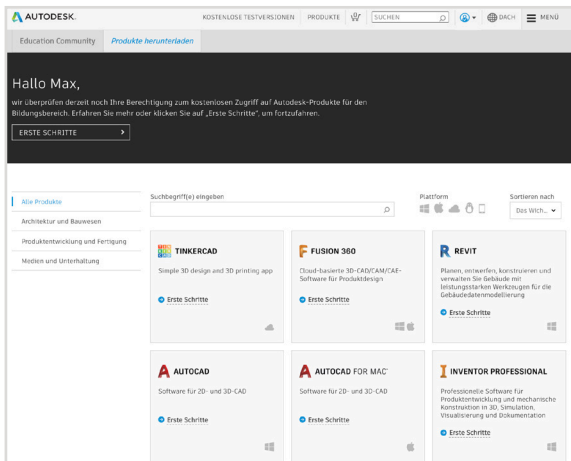 AUTODESK.
KOSTENLOSE TESTVERSIONEN PRODUKTE SUCHEN DACH MENÜ
Education Community Produkte herunterladen
Hallo Max,
wir überprüfen derzeit noch Ihre Berechtigung zum kostenlosen Zugriff auf Autodesk-Produkte für den
Bildungsbereich. Erfahren Sie mehr oder klicken Sie auf „Erste Schritte", um fortzufahren.
ERSTE SCHRITTE
Alle Produkte
Architektur und Bauwesen
Produktentwicklung und Fertigung
Medien und Unterhaltung
Suchbegriff(e) eingeben
Plattform
Sortieren nach
Das Wich...
TINKERCAD
Simple 3D design and 3D printing app
Erste Schritte
FUSION 360
Cloud-basierte 3D-CAD/CAM/CAE-
Software für Produktdesign
Erste Schritte
REVIT
Planen, entwerfen, konstruieren und
verwalten Sie Gebäude mit
leistungsstarken Werkzeugen für die
Gebäudedatenmodellierung
Erste Schritte
AUTOCAD
Software für 2D- und 3D-CAD
Erste Schritte
AUTOCAD FOR MAC
Software für 2D- und 3D-CAD
Erste Schritte
INVENTOR PROFESSIONAL
Professionelle Software für
Produktentwicklung und mechanische
Konstruktion in 3D, Simulation,
Visualisierung und Dokumentation
Erste Schritte